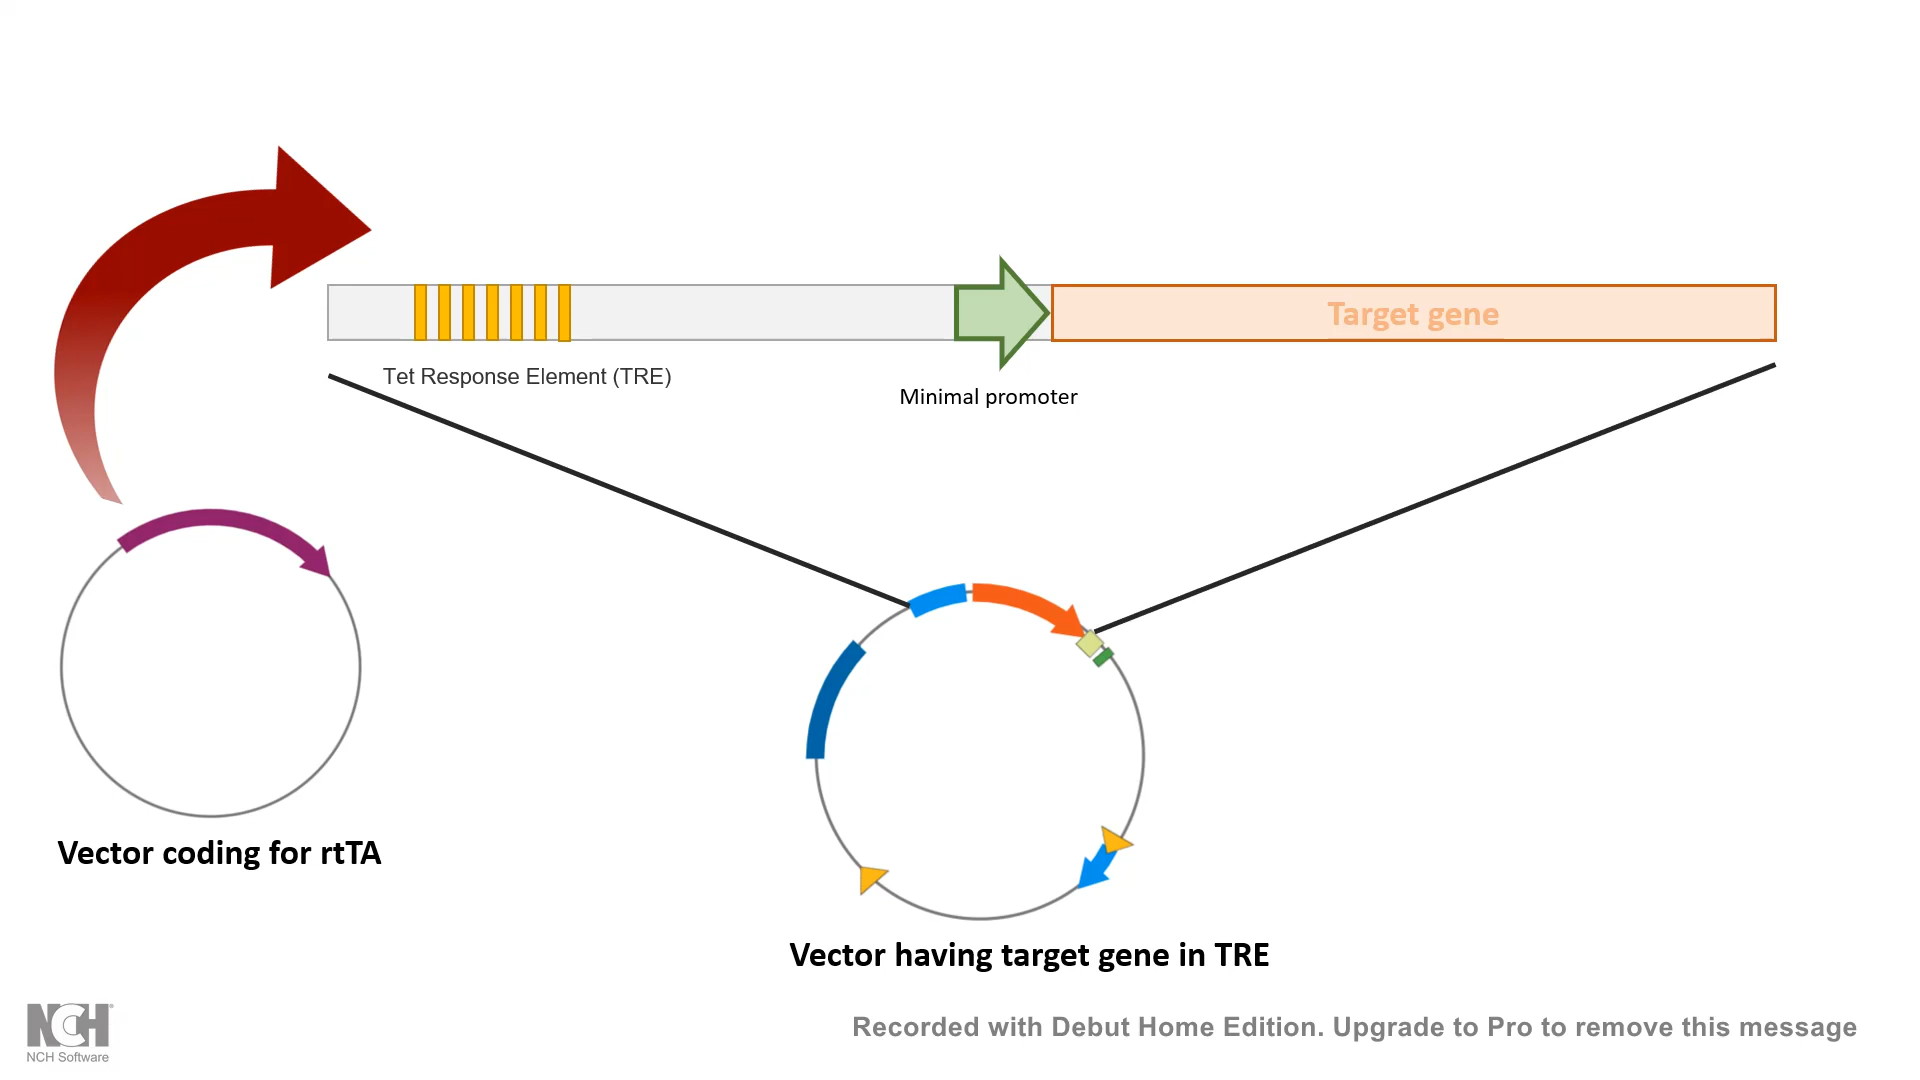 Target gene
Tet Response Element (TRE)
Minimal promoter
Vector coding for rtTA
Vector having target gene in TRE
NCH
NCH Software
Recorded with Debut Home Edition. Upgrade to Pro to remove this message